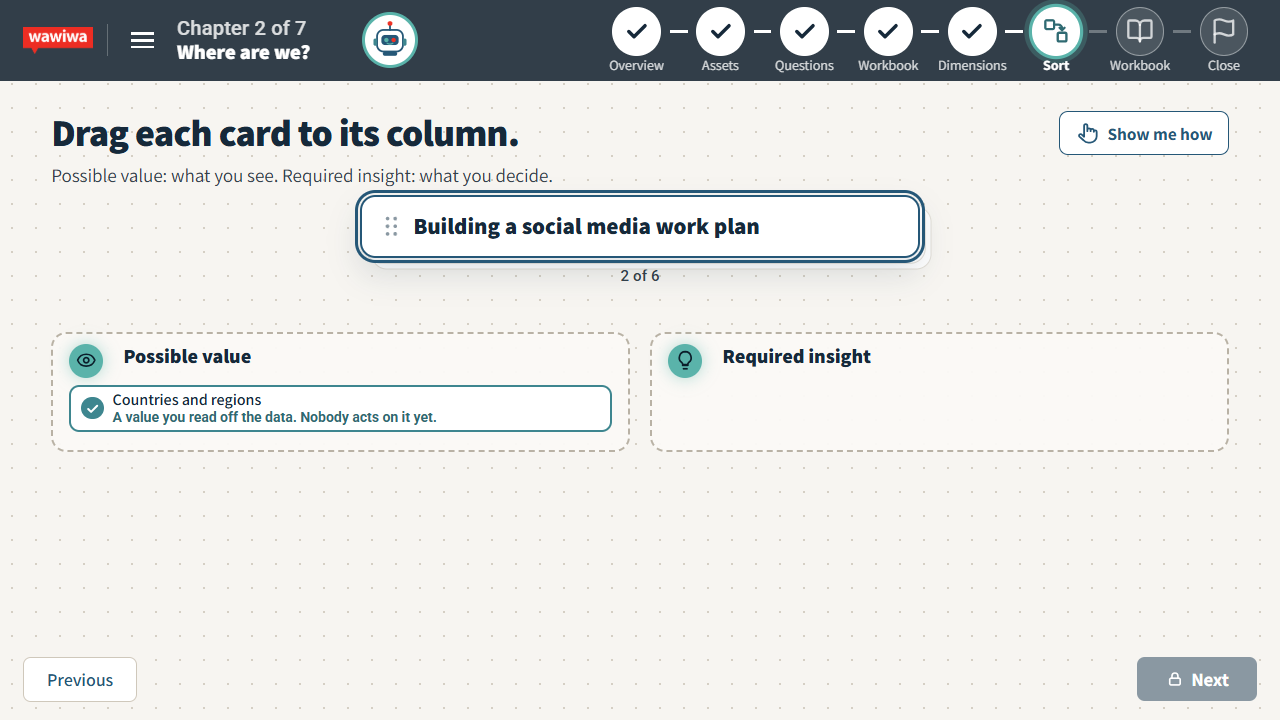 wawiwa
Chapter 2 of 7
Where are we?
Overview
Assets
Questions
Workbook
Dimensions
Sort
Workbook
Close
Drag each card to its column.
Show me how
Possible value: what you see. Required insight: what you decide.
Building a social media work plan
2 of 6
Possible value
Countries and regions
A value you read off the data. Nobody acts on it yet.
Required insight
Previous
Next